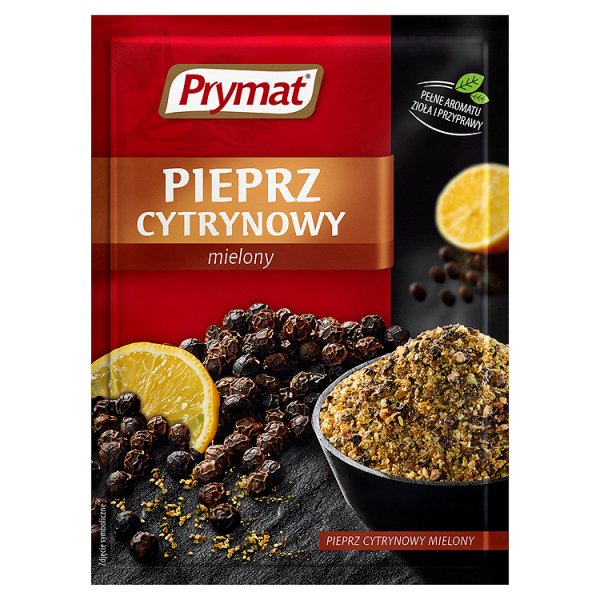 Prymat®
PEŁNE AROMATU
ZIOŁA I PRZYPRAWY
PIEPRZ
CYTRYNOWY
mielony
Zdjęcie symboliczne
PIEPRZ CYTRYNOWY MIELONY